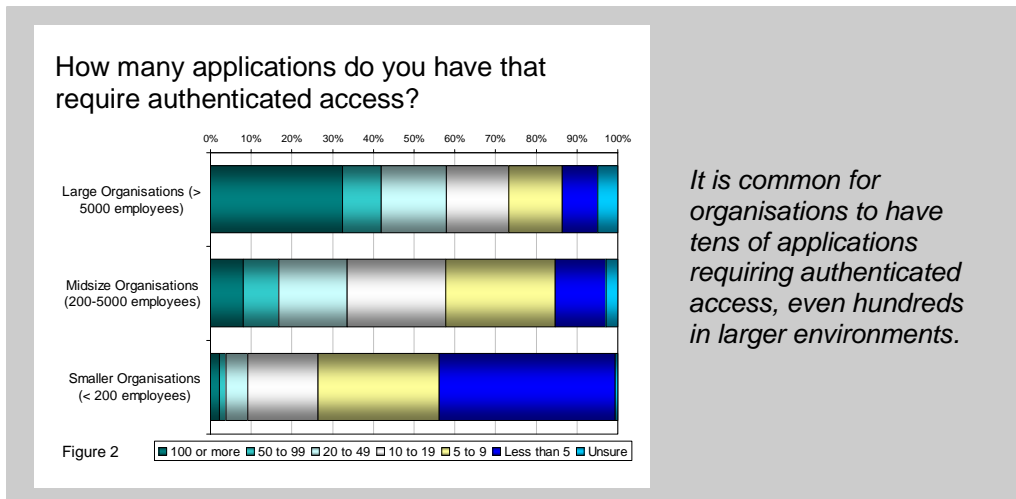 How many applications do you have that
require authenticated access?
0% 10% 20% 30% 40% 50% 60% 70% 80% 90% 100%
Large Organisations (>
5000 employees)
Midsize Organisations
(200-5000 employees)
Smaller Organisations
(< 200 employees)
Figure 2
100 or more 50 to 99 20 to 49 10 to 19 5 to 9 Less than 5 Unsure
It is common for
organisations to have
tens of applications
requiring authenticated
access, even hundreds
in larger environments.